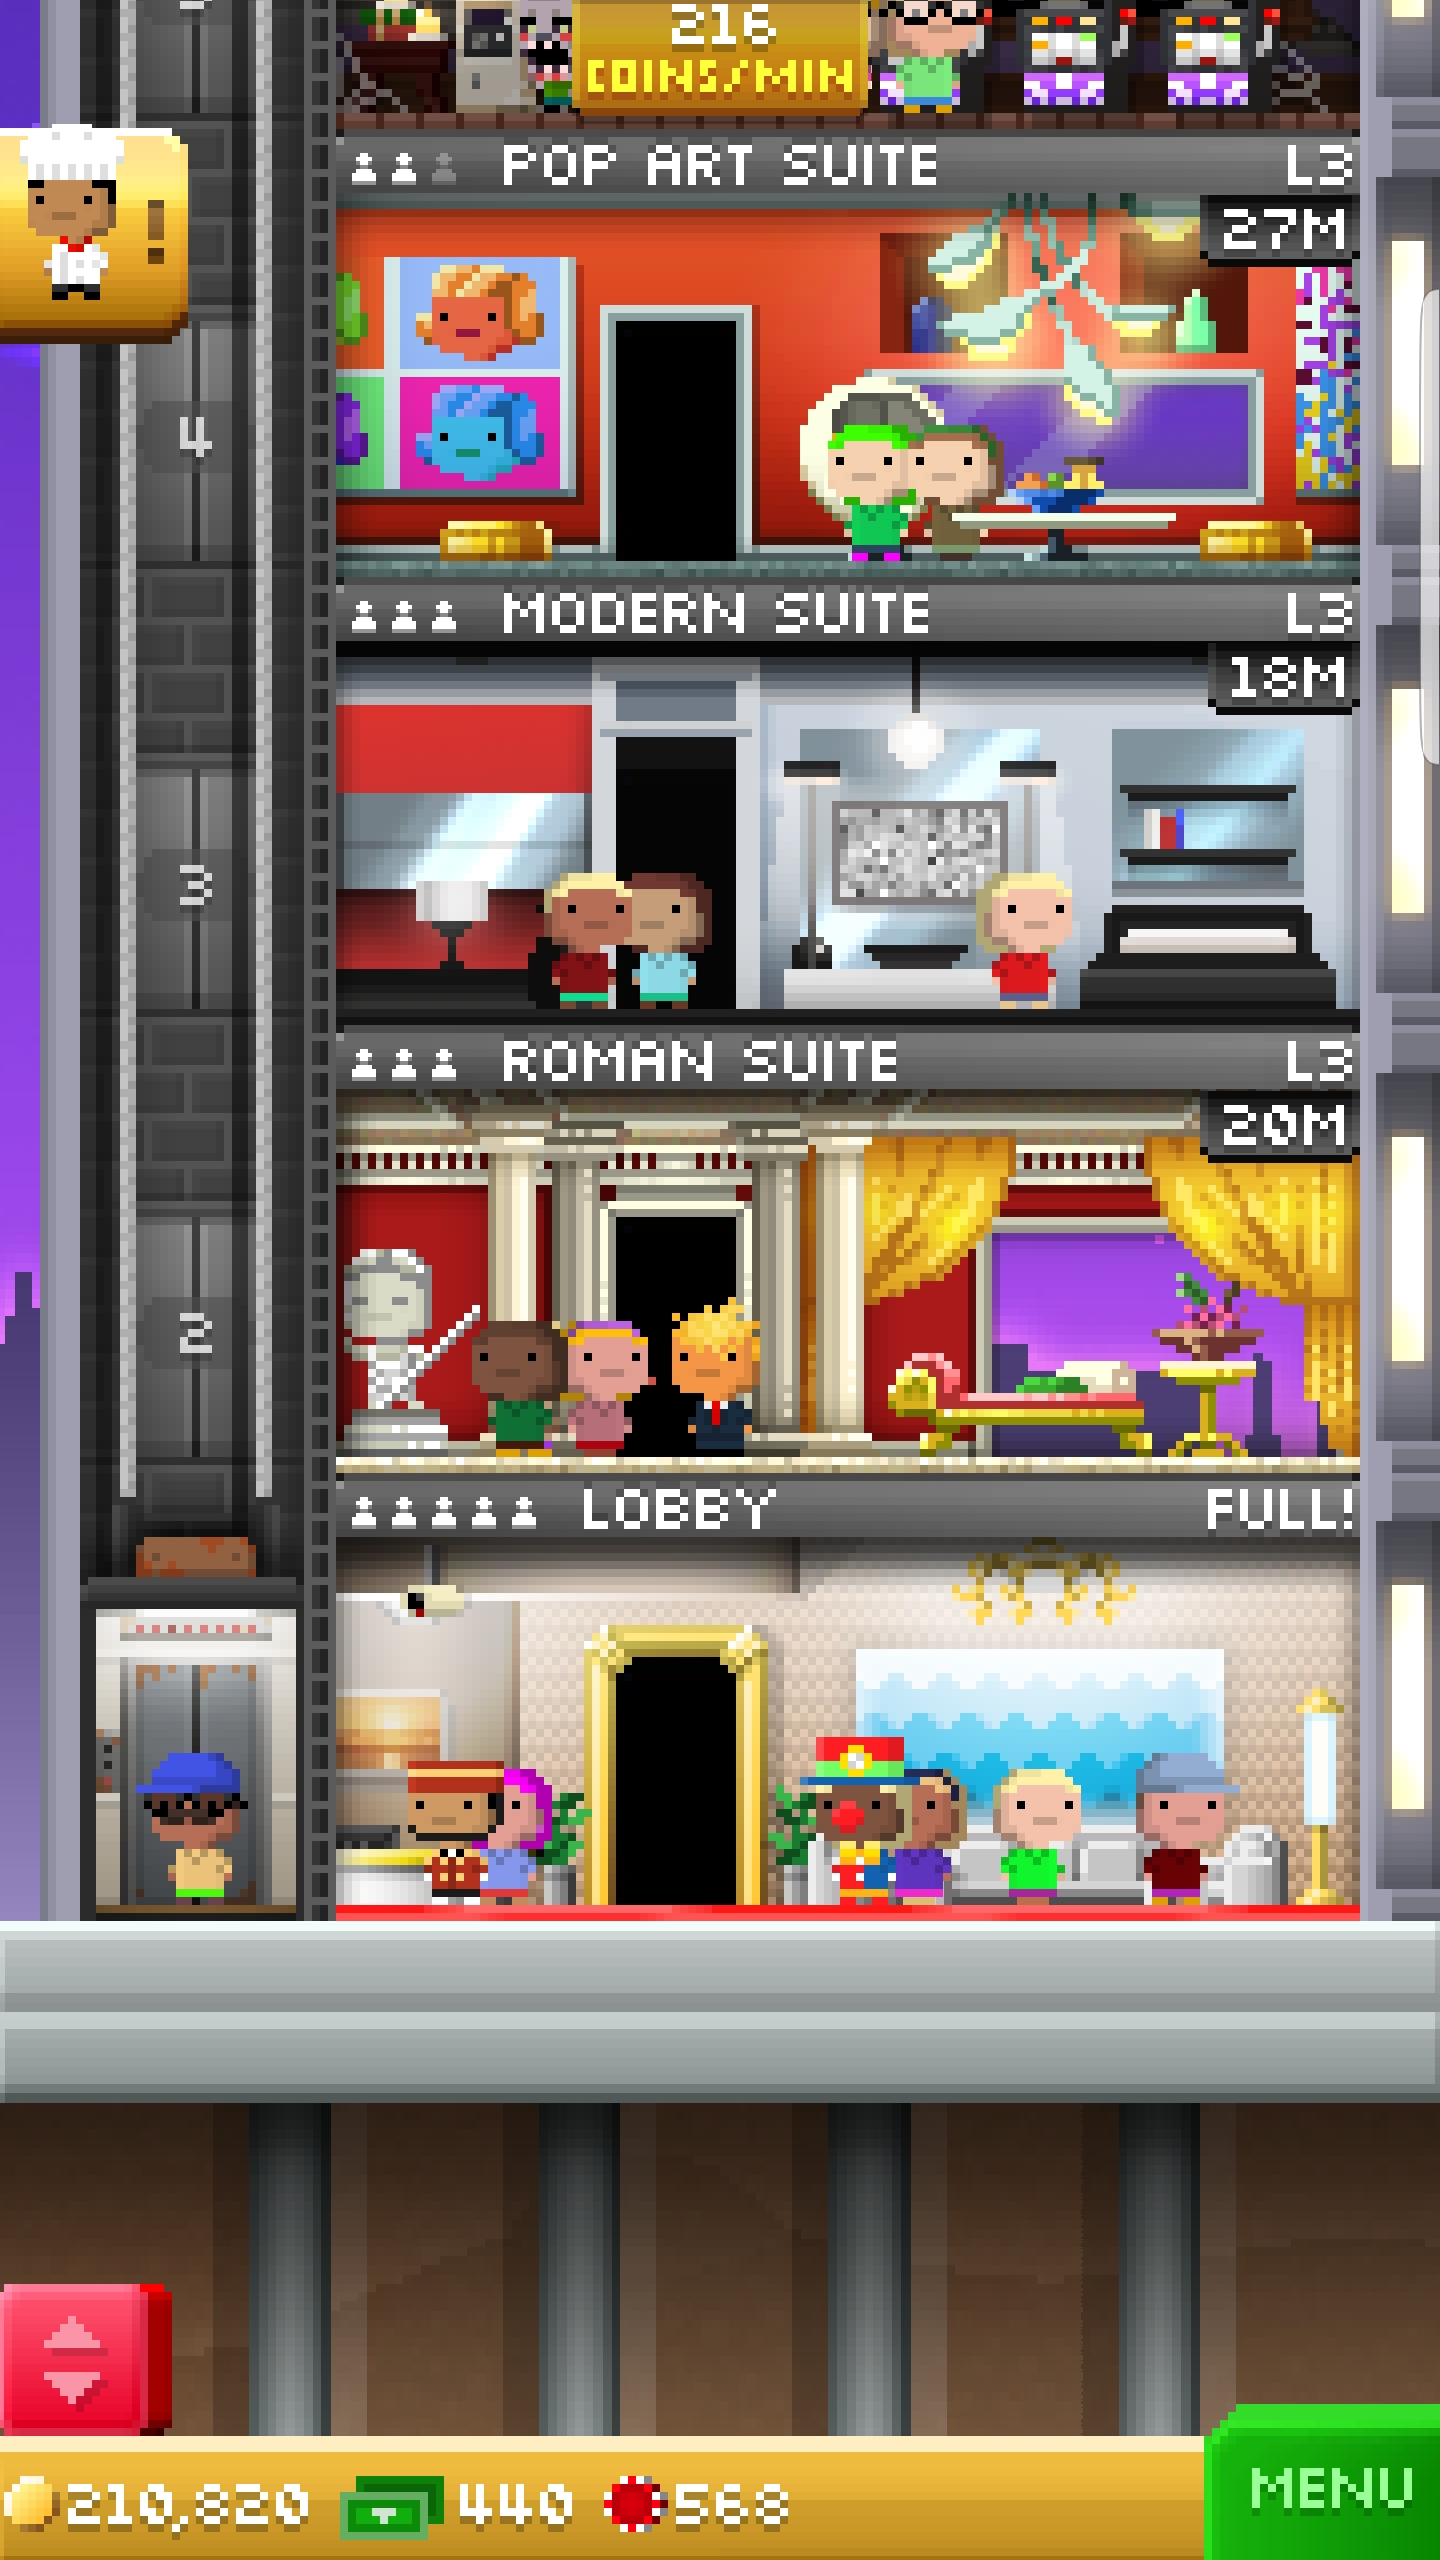 216
COINS/MIN
POP ART SUITE L3
27M
!
4
MODERN SUITE L3
18M
3
ROMAN SUITE L3
20M
2
LOBBY FULL!
MENU
210,820 440 568